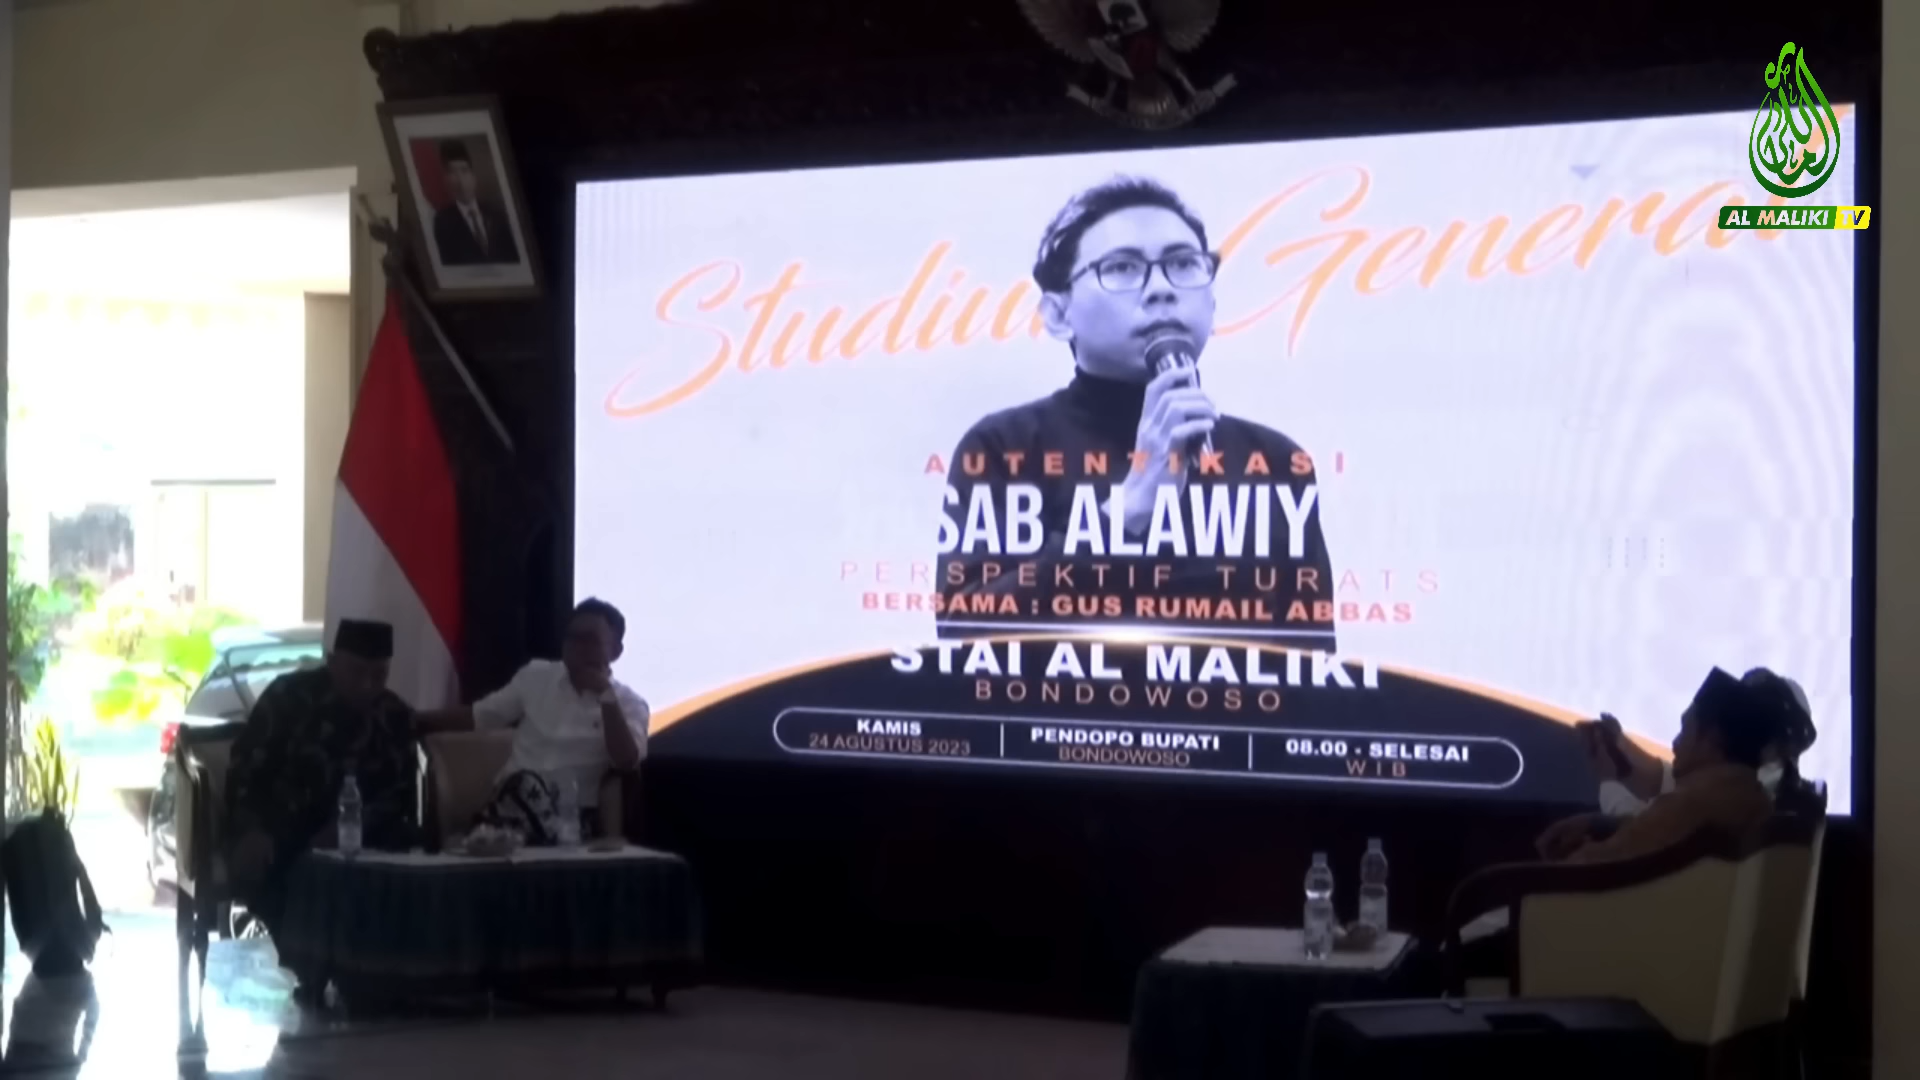 AL MALIKI TV
Studium General
AUTENTIKASI
SAB ALAWIY
PERSPEKTIF TURATS
BERSAMA : GUS RUMAIL ABBAS
STAI AL MALIKI
BONDOWOSO
KAMIS
24 AGUSTUS 2023
PENDOPO BUPATI
BONDOWOSO
08.00 - SELESAI
WIB